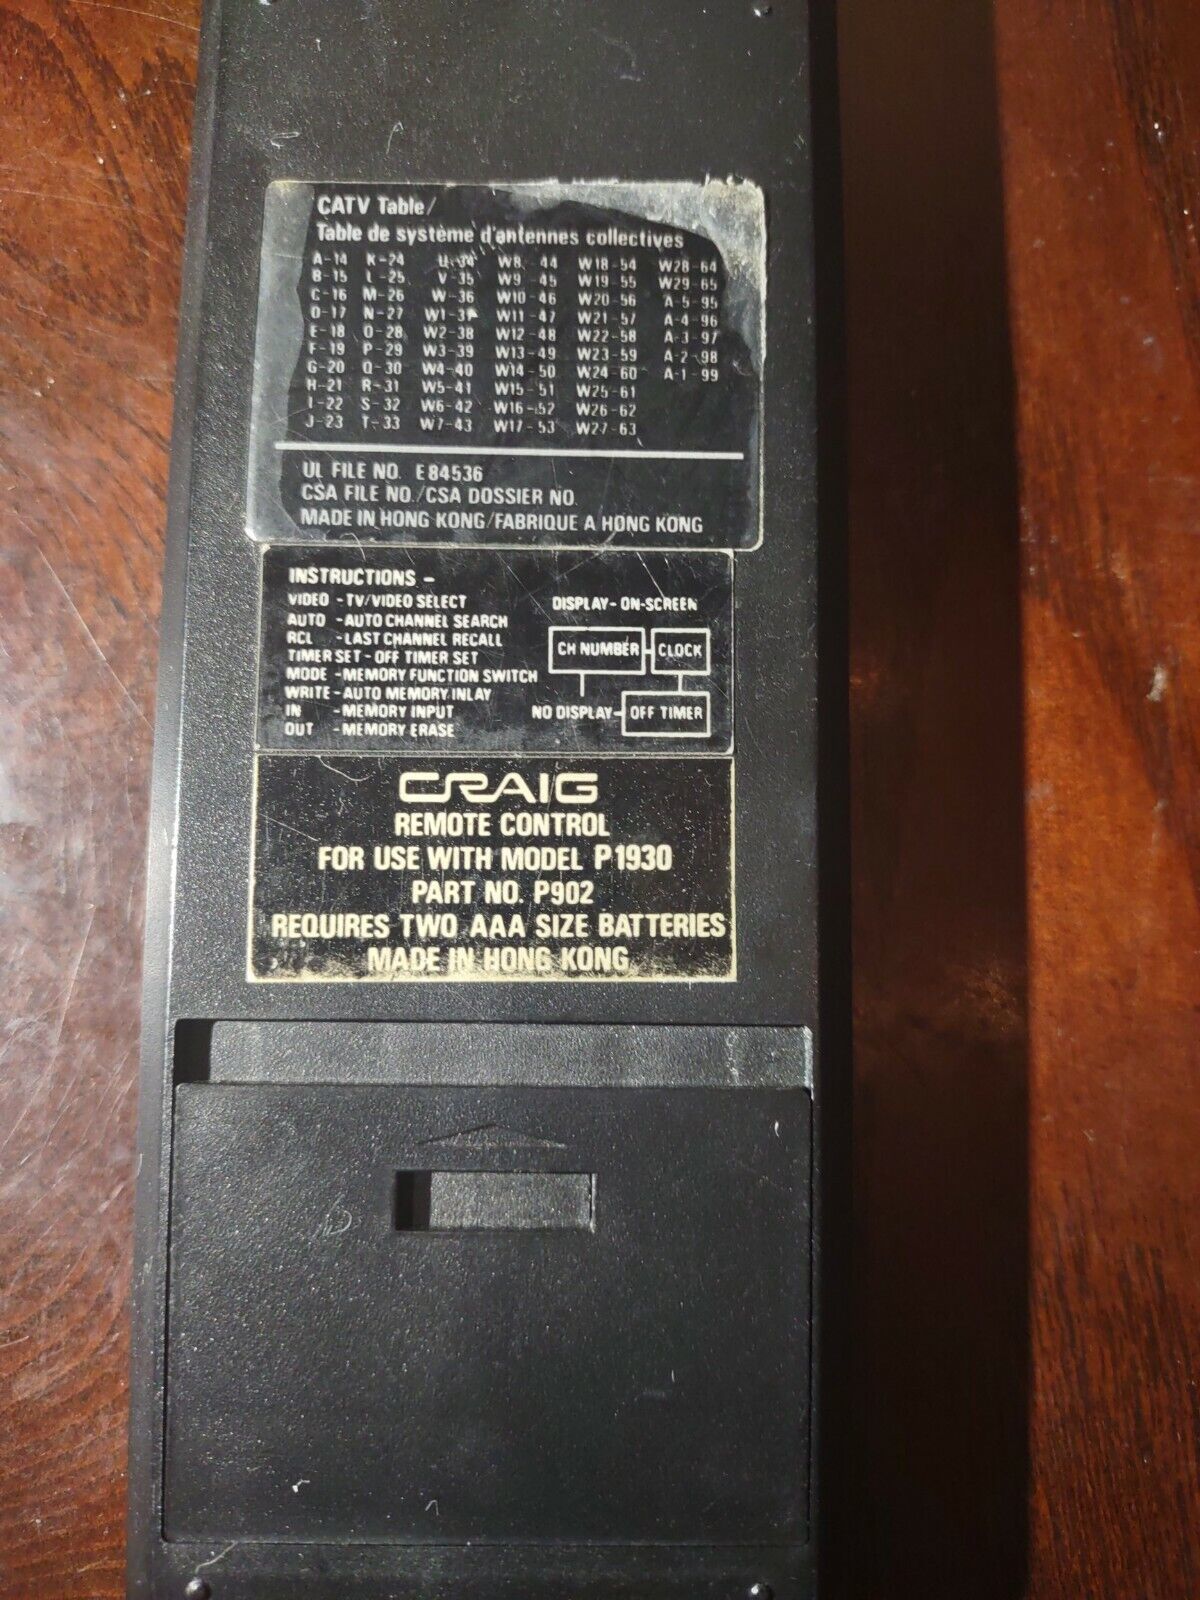 CATV Table/
Table de système d'antennes collectives
A-14 K-24 U-34 W8-44 W18-54 W28-64
B-15 L-25 V-35 W9-45 W19-55 W29-65
C-16 M-26 W-36 W10-46 W20-56 A-5-95
D-17 N-27 W1-37 W11-47 W21-57 A-4-96
E-18 O-28 W2-38 W12-48 W22-58 A-3-97
F-19 P-29 W3-39 W13-49 W23-59 A-2-98
G-20 Q-30 W4-40 W14-50 W24-60 A-1-99
H-21 R-31 W5-41 W15-51 W25-61
I-22 S-32 W6-42 W16-52 W26-62
J-23 T-33 W7-43 W17-53 W27-63
UL FILE NO. E84536
CSA FILE NO./CSA DOSSIER NO.
MADE IN HONG KONG/FABRIQUE A HONG KONG
INSTRUCTIONS -
VIDEO - TV/VIDEO SELECT
AUTO - AUTO CHANNEL SEARCH
RCL - LAST CHANNEL RECALL
TIMER SET - OFF TIMER SET
MODE - MEMORY FUNCTION SWITCH
WRITE - AUTO MEMORY INLAY
IN - MEMORY INPUT
OUT - MEMORY ERASE
DISPLAY - ON-SCREEN
CH NUMBER CLOCK
NO DISPLAY OFF TIMER
CRAIG
REMOTE CONTROL
FOR USE WITH MODEL P1930
PART NO. P902
REQUIRES TWO AAA SIZE BATTERIES
MADE IN HONG KONG